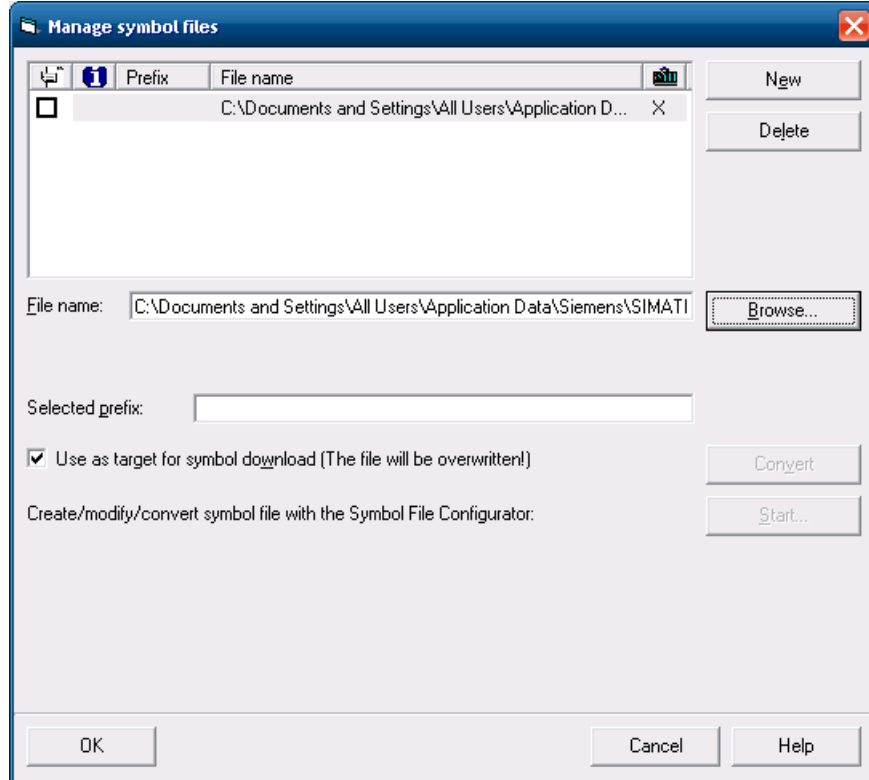 Manage symbol files
Prefix File name
C:\Documents and Settings\All Users\Application D... X
New
Delete
File name: C:\Documents and Settings\All Users\Application Data\Siemens\SIMATI
Browse...
Selected prefix:
Use as target for symbol download (The file will be overwritten!)
Convert
Create/modify/convert symbol file with the Symbol File Configurator:
Start...
OK Cancel Help